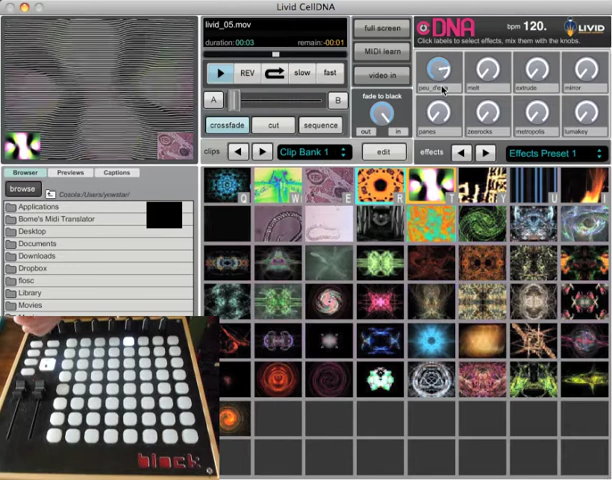 Livid CellDNA
livid_05.mov
duration: 00:03 remain:-00:01
REV slow fast
A B
crossfade cut sequence
clips Clip Bank 1 edit
full screen
MIDI learn
video in
fade to black
out in
cDNA bpm 120. LIVID
Click labels to select effects, mix them with the knobs.
melt extrude mirror
panes zeerocks metropolis turnakey
effects Effects Preset 1
Browser Previews Captions
browse
Applications
Bome's Midi Translator
Desktop
Documents
Downloads
Dropbox
flosc
Library
Movies
Q W E R T Y U I
block